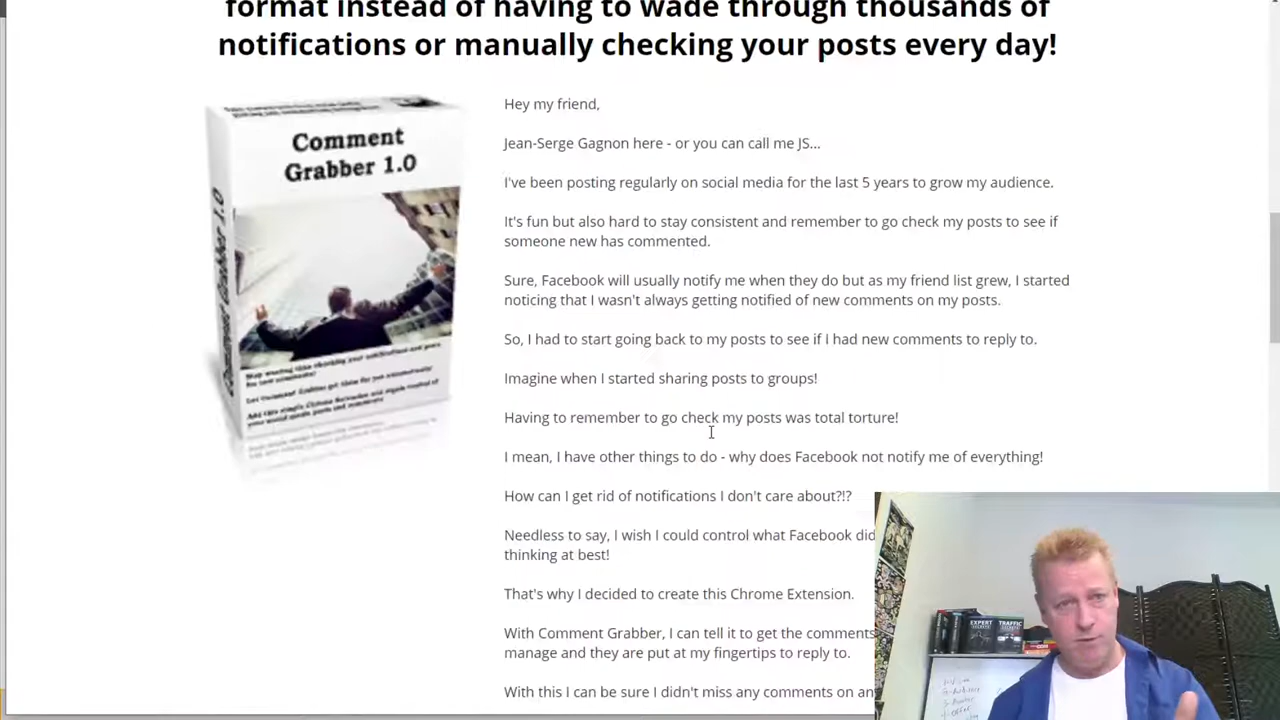 format instead of having to wade through thousands of
notifications or manually checking your posts every day!
Comment
Grabber 1.0
Hey my friend,
Jean-Serge Gagnon here - or you can call me JS...
I've been posting regularly on social media for the last 5 years to grow my audience.
It's fun but also hard to stay consistent and remember to go check my posts to see if
someone new has commented.
Sure, Facebook will usually notify me when they do but as my friend list grew, I started
noticing that I wasn't always getting notified of new comments on my posts.
So, I had to start going back to my posts to see if I had new comments to reply to.
Imagine when I started sharing posts to groups!
Having to remember to go check my posts was total torture!
I mean, I have other things to do - why does Facebook not notify me of everything!
How can I get rid of notifications I don't care about?!?
Needless to say, I wish I could control what Facebook did
thinking at best!
That's why I decided to create this Chrome Extension.
With Comment Grabber, I can tell it to get the comments
manage and they are put at my fingertips to reply to.
With this I can be sure I didn't miss any comments on an
Comment Grabber 1.0
EXPERT
TRAFFIC